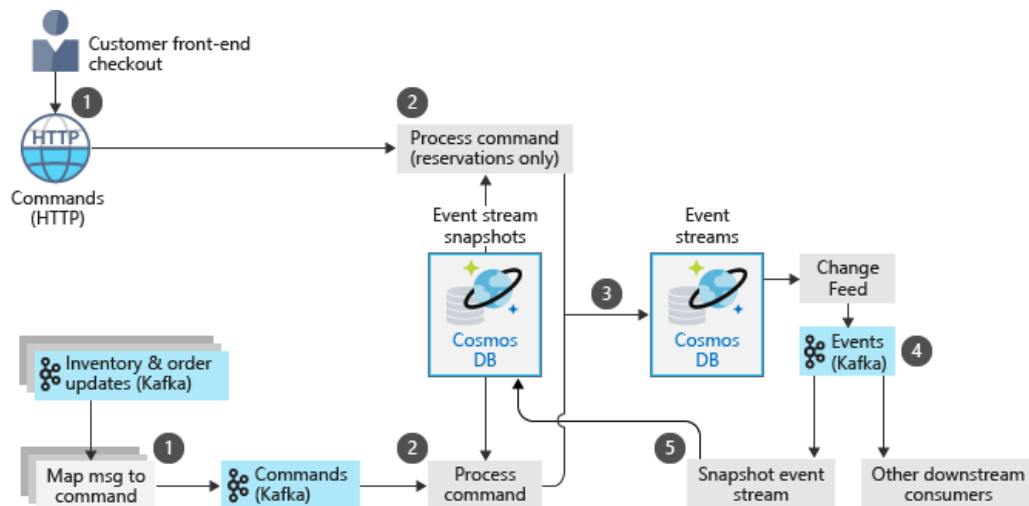 Customer front-end
checkout
1
HTTP
Commands
(HTTP)
2
Process command
(reservations only)
Event stream
snapshots
Cosmos
DB
3
Event
streams
Cosmos
DB
Change
Feed
Events
(Kafka)
4
Inventory & order
updates (Kafka)
1
Map msg to
command
Commands
(Kafka)
2
Process
command
5
Snapshot event
stream
Other downstream
consumers